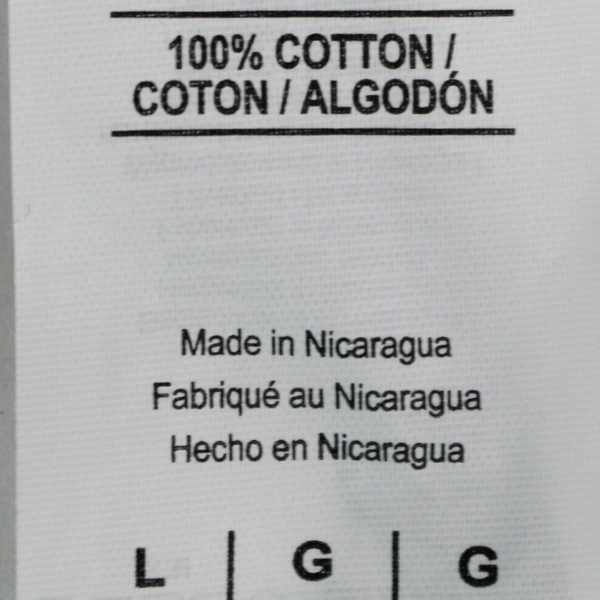 100% COTTON /
COTON / ALGODÓN
Made in Nicaragua
Fabriqué au Nicaragua
Hecho en Nicaragua
L | G | G